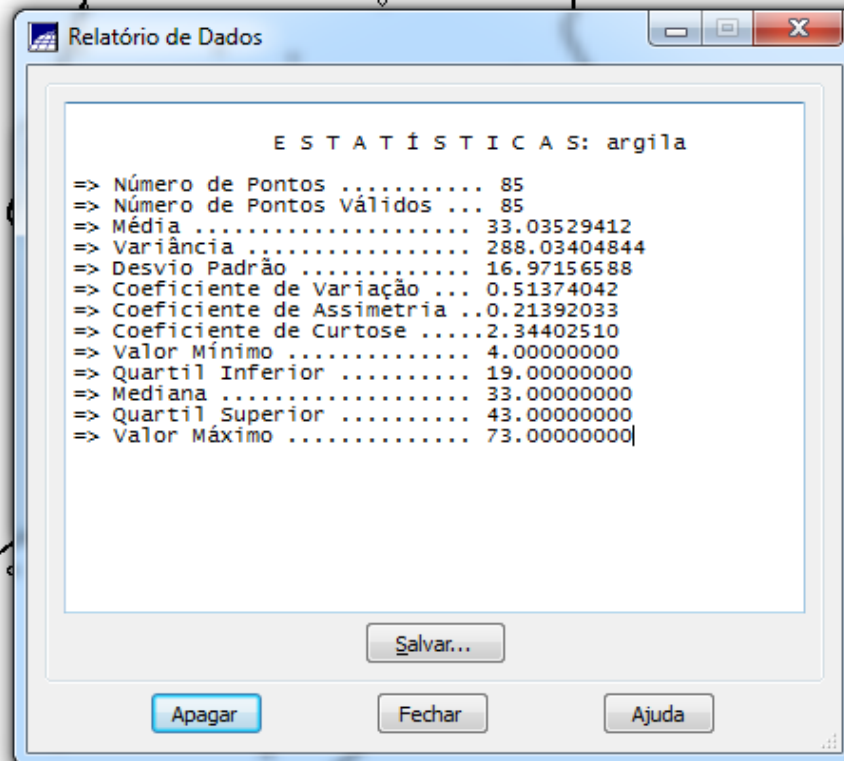 Relatório de Dados
E S T A T Í S T I C A S: argila
=> Número de Pontos ........... 85
=> Número de Pontos Válidos ... 85
=> Média ..................... 33.03529412
=> Variância ................. 288.03404844
=> Desvio Padrão ............. 16.97156588
=> Coeficiente de Variação ... 0.51374042
=> Coeficiente de Assimetria ..0.21392033
=> Coeficiente de Curtose .....2.34402510
=> Valor Mínimo .............. 4.00000000
=> Quartil Inferior .......... 19.00000000
=> Mediana ................... 33.00000000
=> Quartil Superior .......... 43.00000000
=> Valor Máximo .............. 73.00000000
Salvar...
Apagar Fechar Ajuda